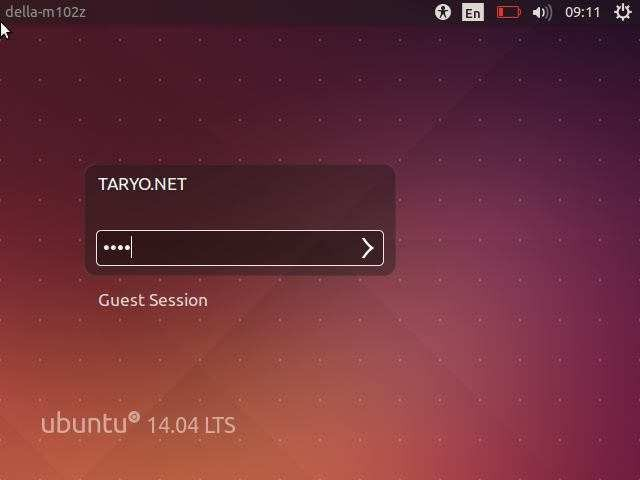 della-m102z
En
09:11
TARYO.NET
••••
Guest Session
ubuntu 14.04 LTS